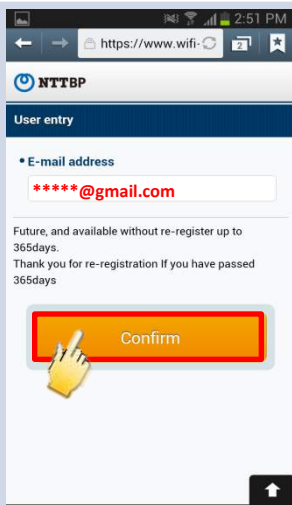 2:51 PM
https://www.wifi-
2
NTTBP
User entry
• E-mail address
*****@gmail.com
Future, and available without re-register up to
365days.
Thank you for re-registration If you have passed
365days
Confirm